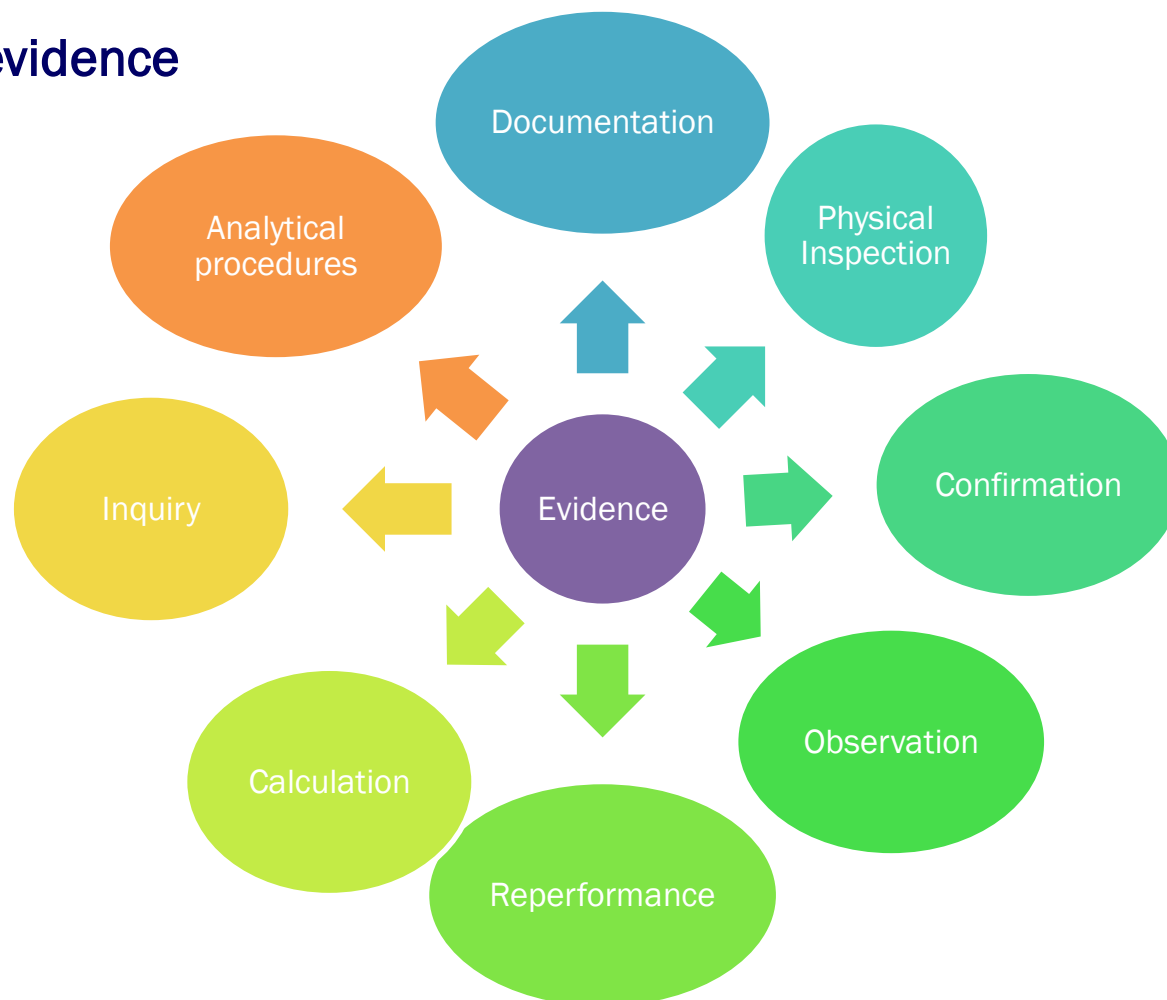 evidence
Documentation
Physical
Inspection
Analytical
procedures
Confirmation
Inquiry
Evidence
Observation
Calculation
Reperformance